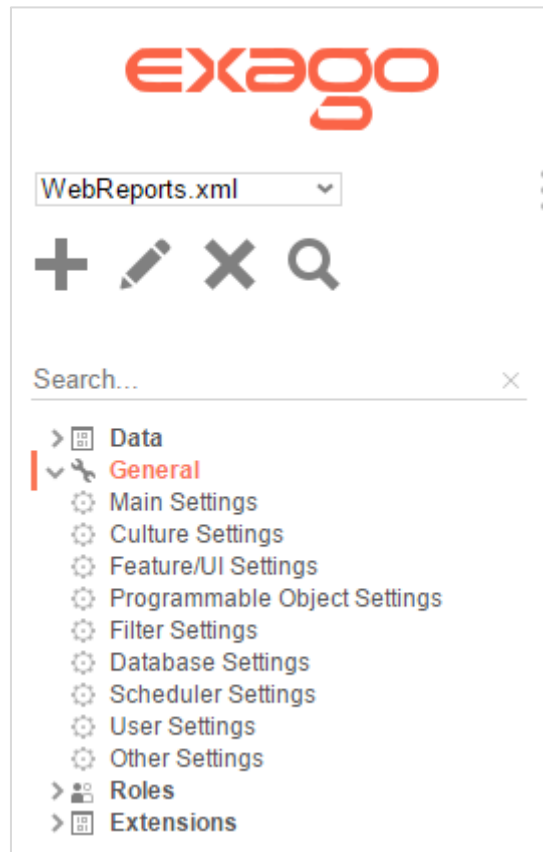 exago
WebReports.xml
Search...
Data
General
Main Settings
Culture Settings
Feature/UI Settings
Programmable Object Settings
Filter Settings
Database Settings
Scheduler Settings
User Settings
Other Settings
Roles
Extensions